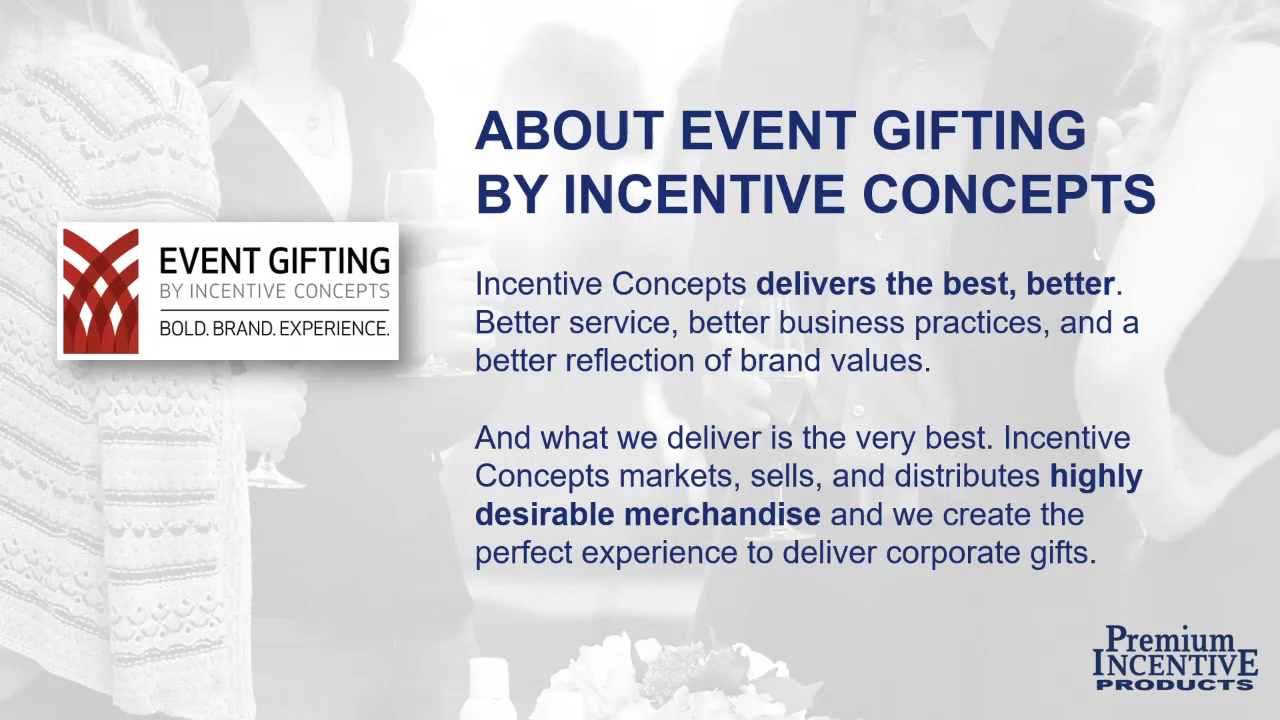 ABOUT EVENT GIFTING
BY INCENTIVE CONCEPTS
EVENT GIFTING
BY INCENTIVE CONCEPTS
BOLD. BRAND. EXPERIENCE.
Incentive Concepts delivers the best, better.
Better service, better business practices, and a
better reflection of brand values.
And what we deliver is the very best. Incentive
Concepts markets, sells, and distributes highly
desirable merchandise and we create the
perfect experience to deliver corporate gifts.
Premium
INCENTIVE
PRODUCTS